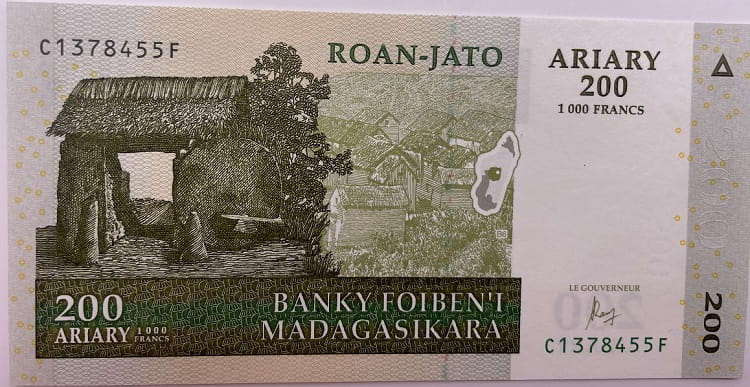 C1378455F
ROAN-JATO
ARIARY
200
1 000 FRANCS
200
ARIARY 1 000 FRANCS
BANKY FOIBEN'I
MADAGASIKARA
LE GOUVERNEUR
C1378455F
200
200